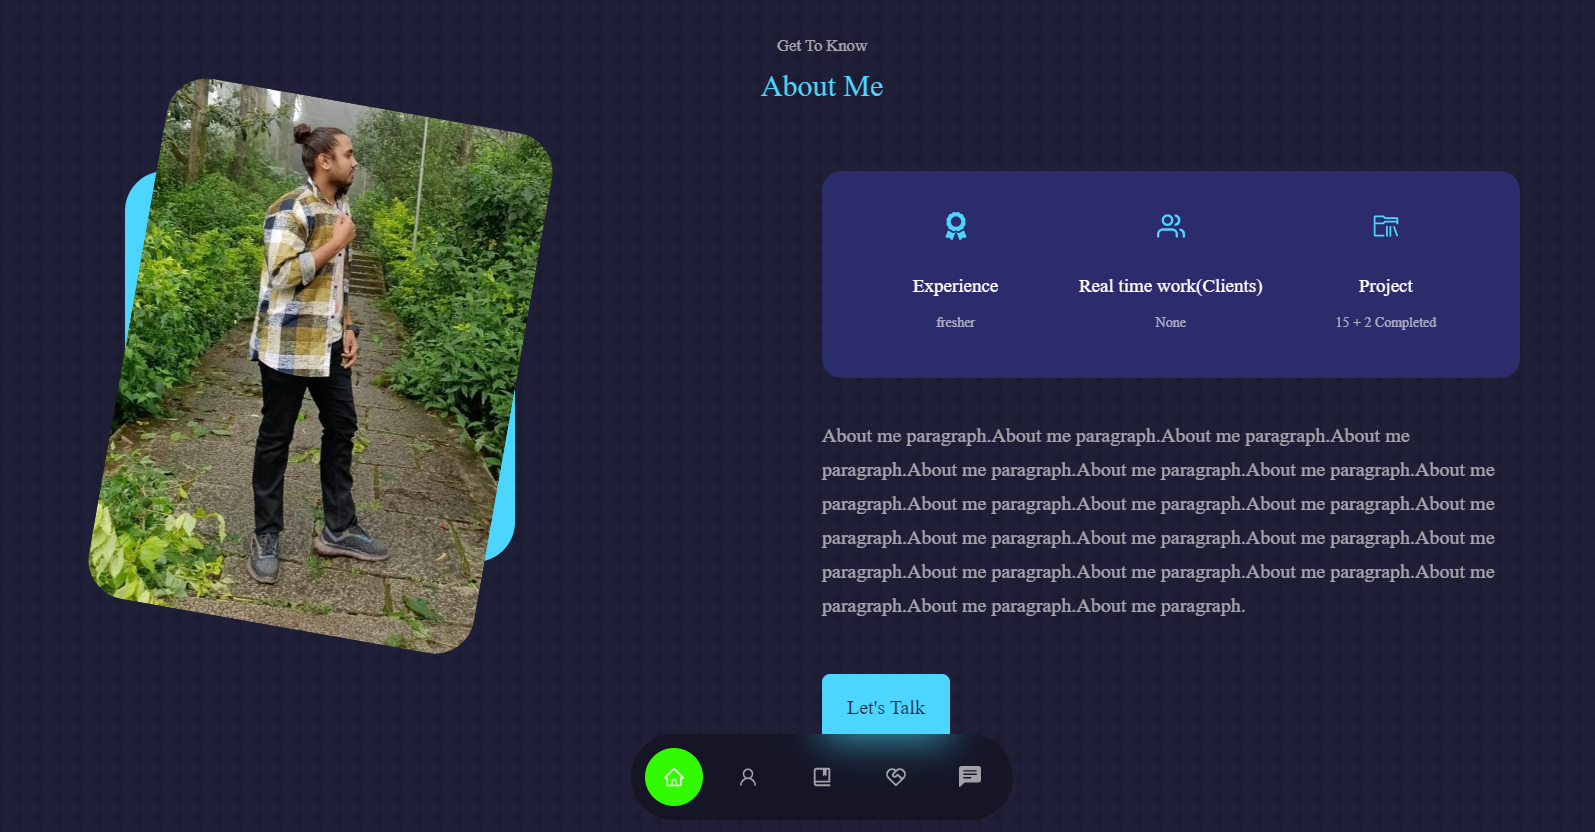 Get To Know
About Me
Experience
fresher
Real time work(Clients)
None
Project
15 + 2 Completed
About me paragraph.About me paragraph.About me paragraph.About me
paragraph.About me paragraph.About me paragraph.About me paragraph.About me
paragraph.About me paragraph.About me paragraph.About me paragraph.About me
paragraph.About me paragraph.About me paragraph.About me paragraph.About me
paragraph.About me paragraph.About me paragraph.About me paragraph.About me
paragraph.About me paragraph.About me paragraph.
Let's Talk